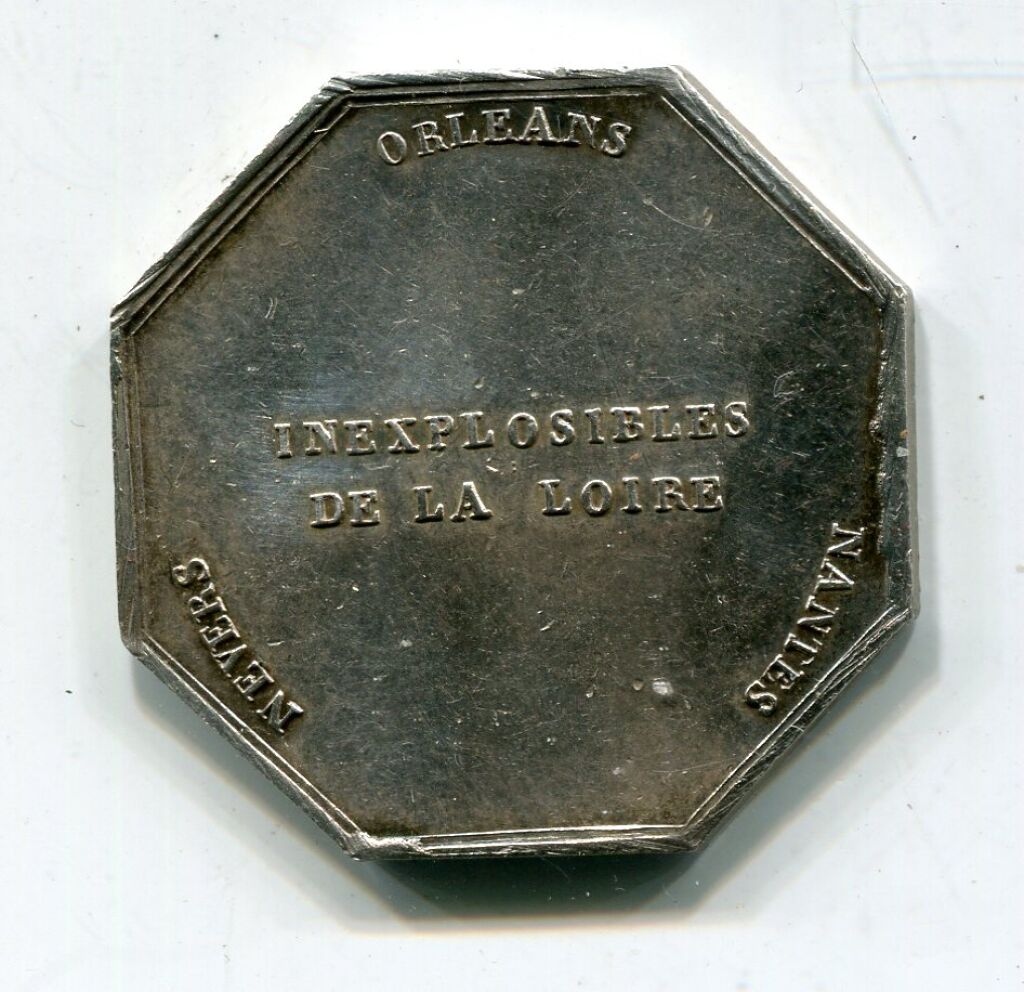 ORLEANS
INEXPLOSIBLES
DE LA LOIRE
NEVERS
NANTES